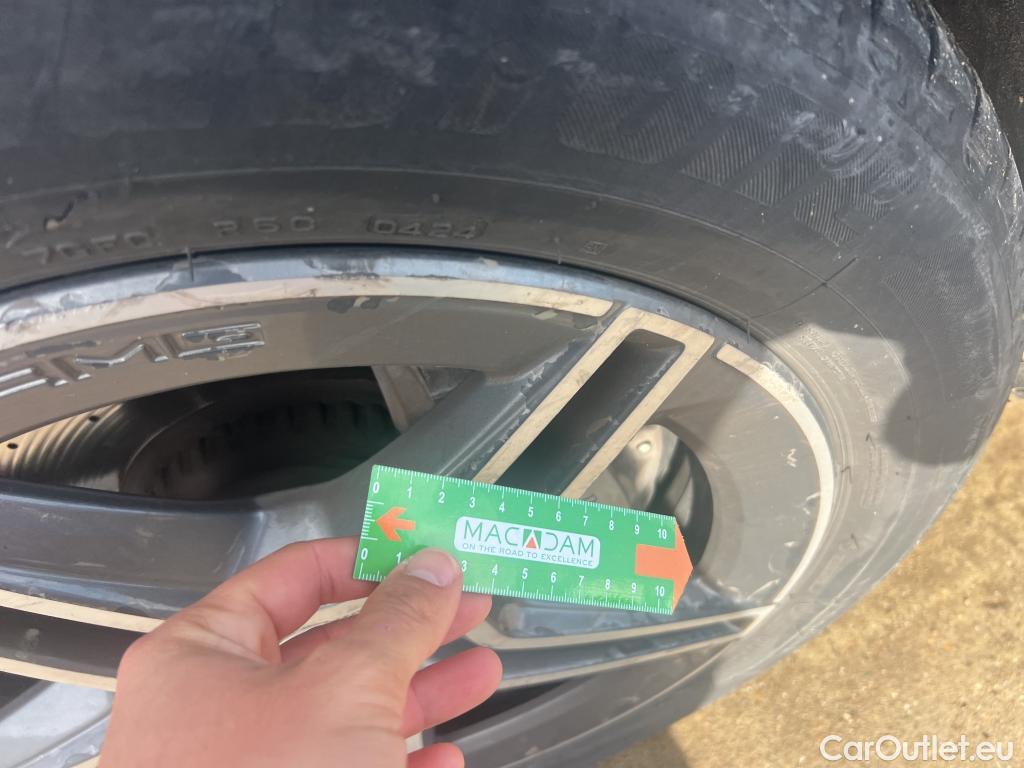 0424
AMG
0 1 2 3 4 5 6 7 8 9 10
MACADAM
ON THE ROAD TO EXCELLENCE
0 1 3 4 5 6 7 8 9 10
CarOutlet.eu